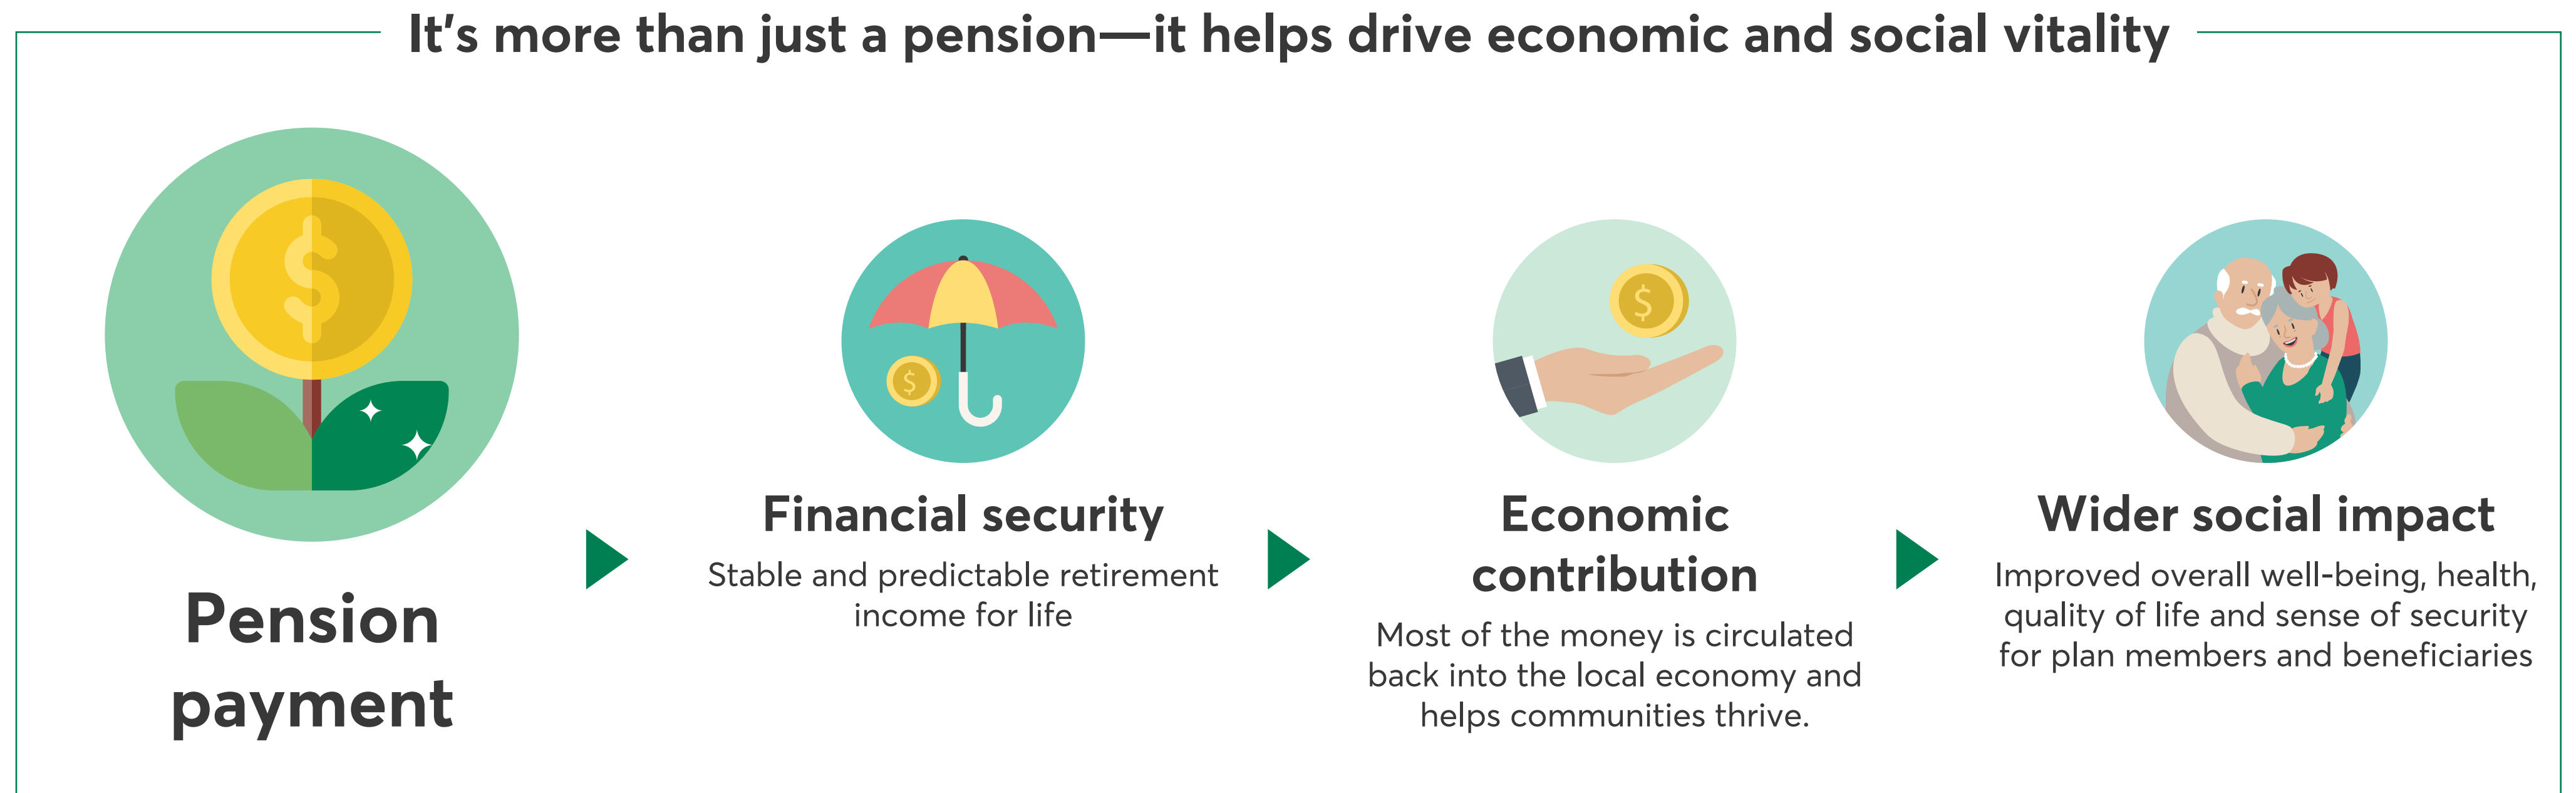 It's more than just a pension—it helps drive economic and social vitality
Pension
payment
Financial security
Stable and predictable retirement
income for life
Economic
contribution
Most of the money is circulated
back into the local economy and
helps communities thrive.
Wider social impact
Improved overall well-being, health,
quality of life and sense of security
for plan members and beneficiaries